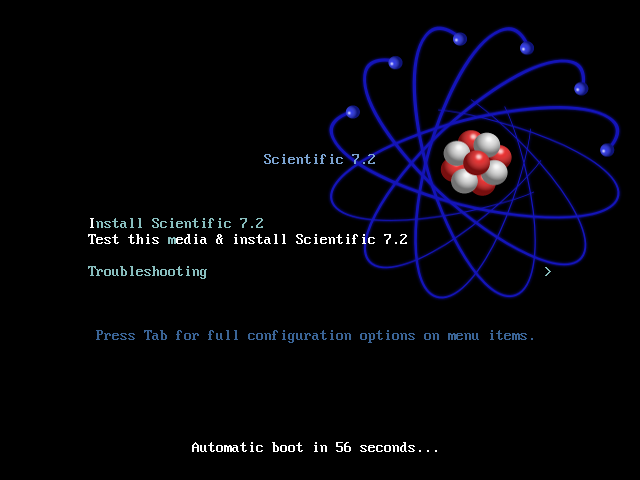 Scientific 7.2
Install Scientific 7.2
Test this media & install Scientific 7.2
Troubleshooting >
Press Tab for full configuration options on menu items.
Automatic boot in 56 seconds...